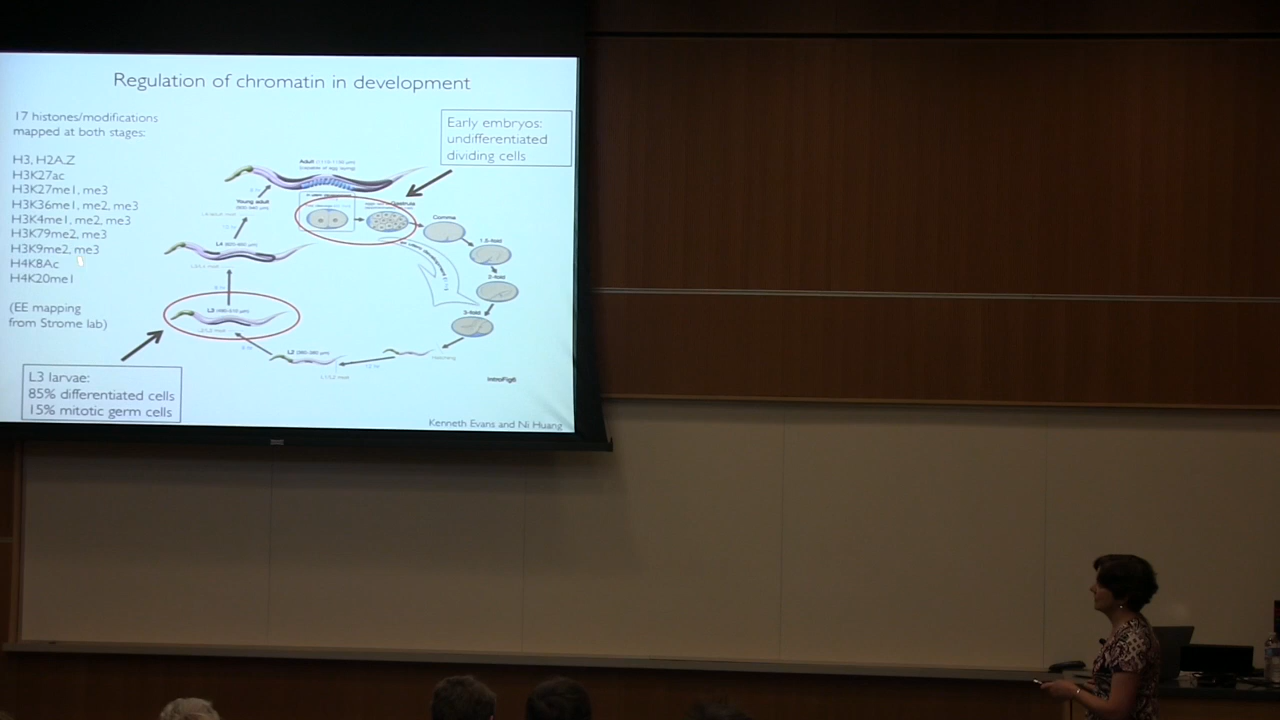 Regulation of chromatin in development
17 histones/modifications
mapped at both stages:
H3, H2A.Z
H3K27ac
H3K27me1, me3
H3K36me1, me2, me3
H3K4me1, me2, me3
H3K79me2, me3
H3K9me2, me3
H4K8Ac
H4K20me1
(EE mapping
from Strome lab)
L3 larvae:
85% differentiated cells
15% mitotic germ cells
Early embryos:
undifferentiated
dividing cells
Adult
Young adult
L4
L3
L2
Gastrula
Comma
1.5-fold
2-fold
3-fold
Hatching
IntroFig6
Kenneth Evans and Ni Huang